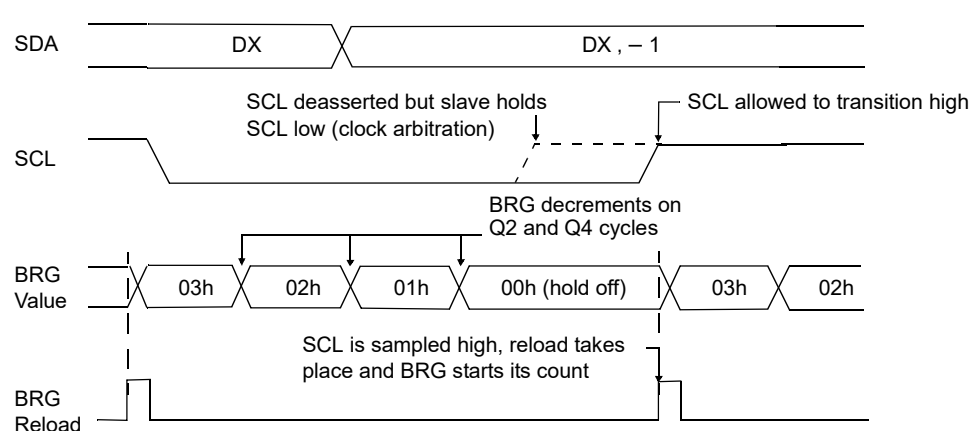 SDA
DX
DX , – 1
SCL deasserted but slave holds
SCL low (clock arbitration)
SCL allowed to transition high
SCL
BRG decrements on
Q2 and Q4 cycles
BRG
Value
03h
02h
01h
00h (hold off)
03h
02h
SCL is sampled high, reload takes
place and BRG starts its count
BRG
Reload